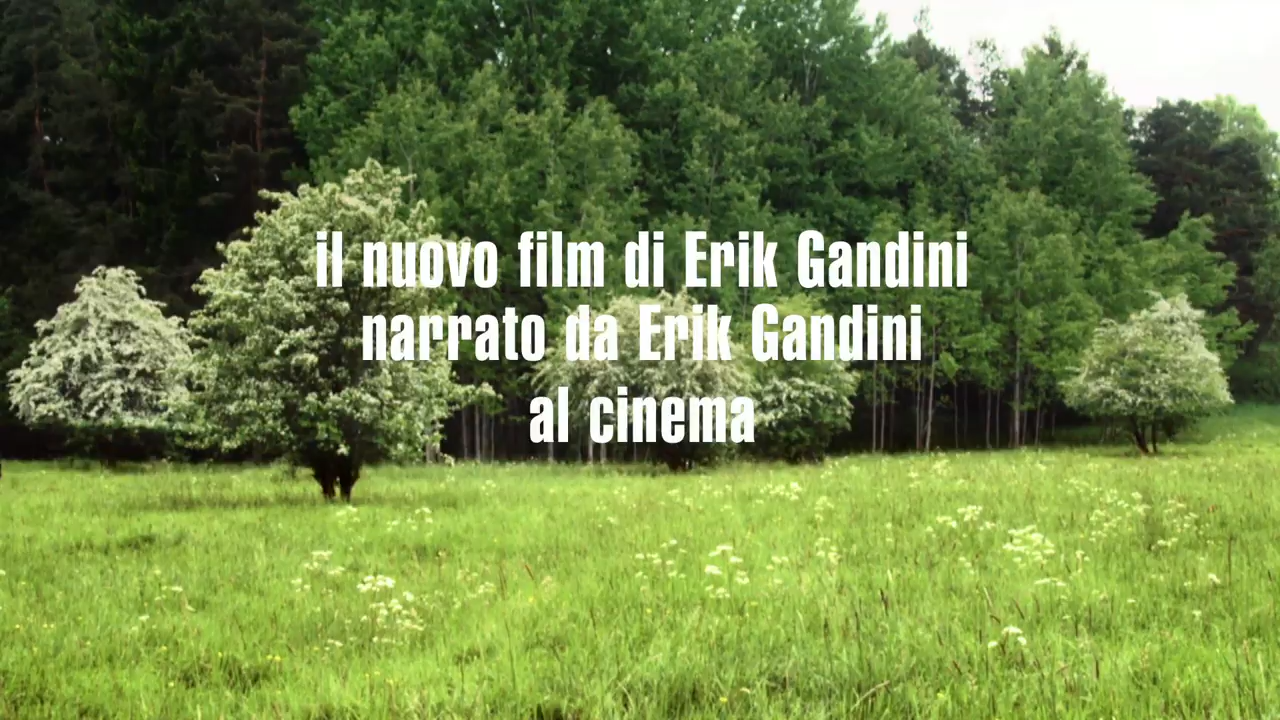 il nuovo film di Erik Gandini
narrato da Erik Gandini
al cinema